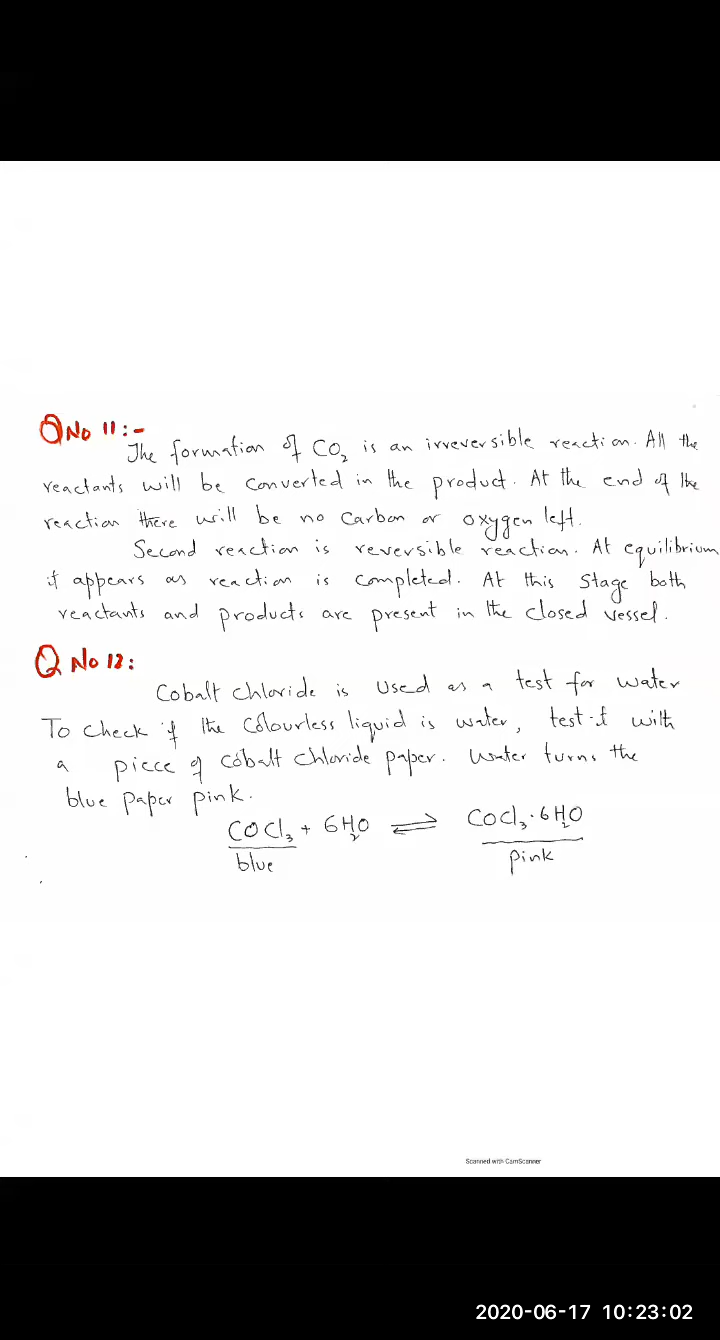 Q No 11:-
The formation of CO₂ is an irreversible reaction. All the
reactants will be converted in the product. At the end of the
reaction there will be no carbon or oxygen left.
Second reaction is reversible reaction. At equilibrium
it appears as reaction is completed. At this stage both
reactants and products are present in the closed vessel.
Q No 12:
Cobalt chloride is used as a test for water
To check if the colourless liquid is water, test it with
a piece of cobalt chloride paper. Water turns the
blue paper pink.
COCl₃ + 6H₂O ⇌ COCl₃·6H₂O
blue pink
Scanned with CamScanner
2020-06-17 10:23:02